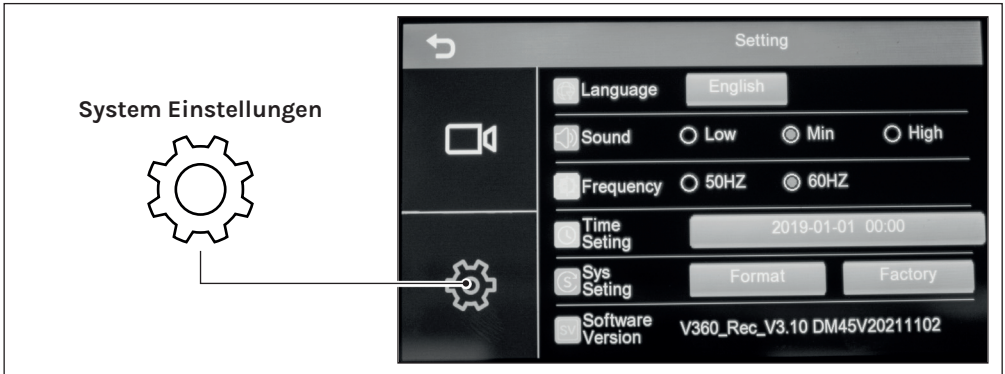 System Einstellungen
Setting
Language English
Sound Low Min High
Frequency 50HZ 60HZ
Time
Seting
2019-01-01 00:00
Sys
Seting
Format Factory
Software
Version
V360_Rec_V3.10 DM45V20211102